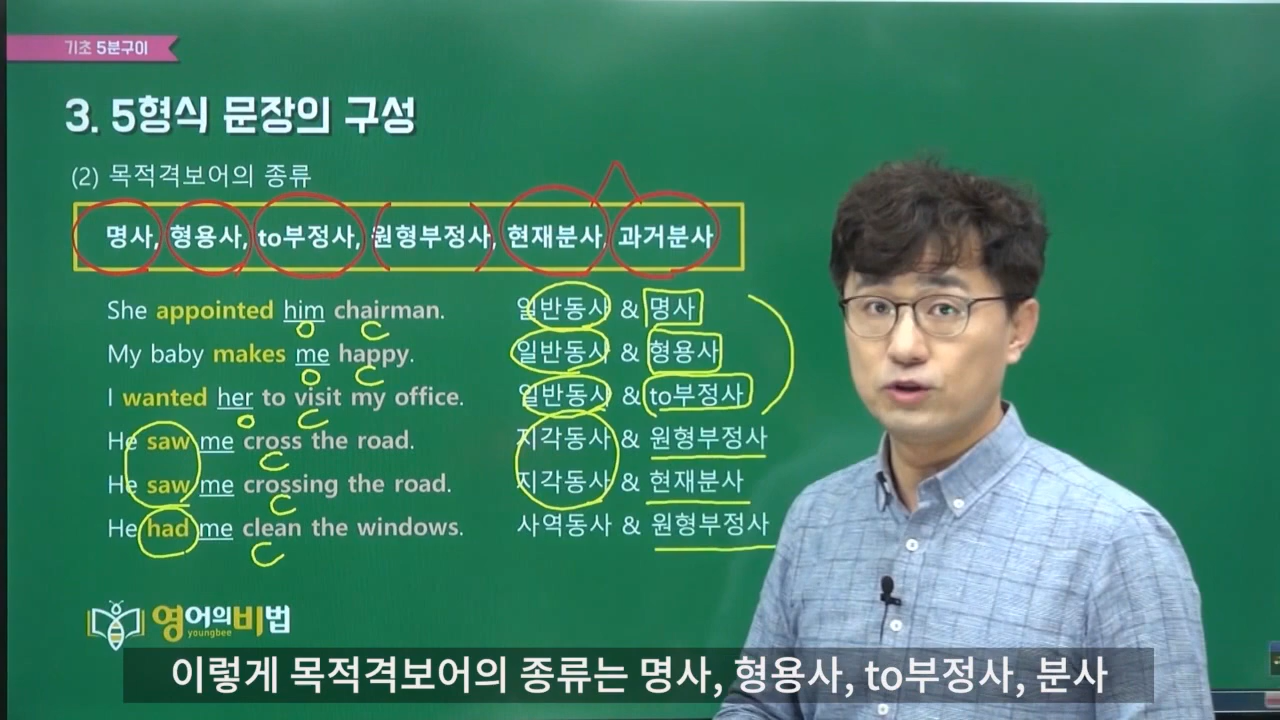 기초 5분구이
3. 5형식 문장의 구성
(2) 목적격보어의 종류
명사, 형용사, to부정사, 원형부정사, 현재분사, 과거분사
She appointed him chairman. 일반동사 & 명사
O C
My baby makes me happy. 일반동사 & 형용사
O C
I wanted her to visit my office. 일반동사 & to부정사
O C
He saw me cross the road. 지각동사 & 원형부정사
C
He saw me crossing the road. 지각동사 & 현재분사
C
He had me clean the windows. 사역동사 & 원형부정사
C
영어의비법
youngbee
이렇게 목적격보어의 종류는 명사, 형용사, to부정사, 분사